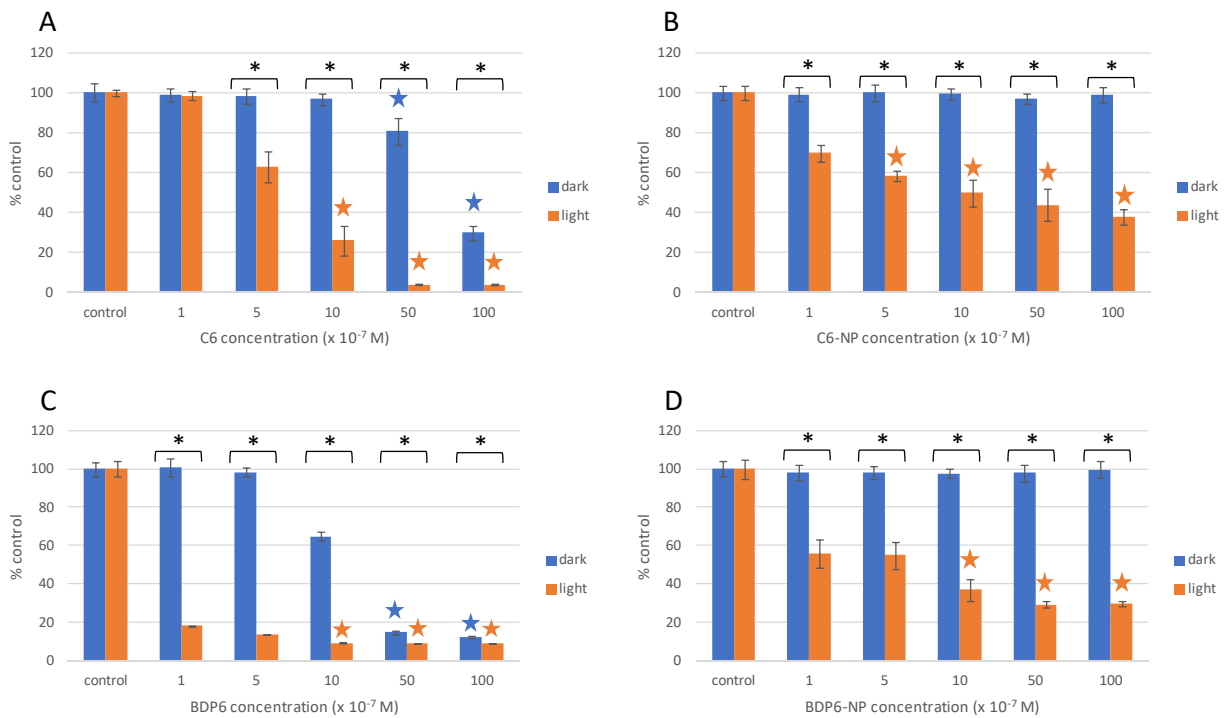 A
120
100
80
60
40
20
0
% control
* * * *
control 1 5 10 50 100
C6 concentration (x 10⁻⁷ M)
dark
light
B
120
100
80
60
40
20
0
% control
* * * * *
control 1 5 10 50 100
C6-NP concentration (x 10⁻⁷ M)
dark
light
C
120
100
80
60
40
20
0
% control
* * * * *
control 1 5 10 50 100
BDP6 concentration (x 10⁻⁷ M)
dark
light
D
120
100
80
60
40
20
0
% control
* * * * *
control 1 5 10 50 100
BDP6-NP concentration (x 10⁻⁷ M)
dark
light